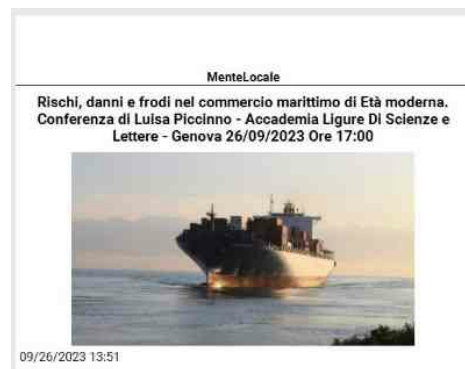 MenteLocale
Rischi, danni e frodi nel commercio marittimo di Età moderna.
Conferenza di Luisa Piccinno - Accademia Ligure Di Scienze e
Lettere - Genova 26/09/2023 Ore 17:00
09/26/2023 13:51